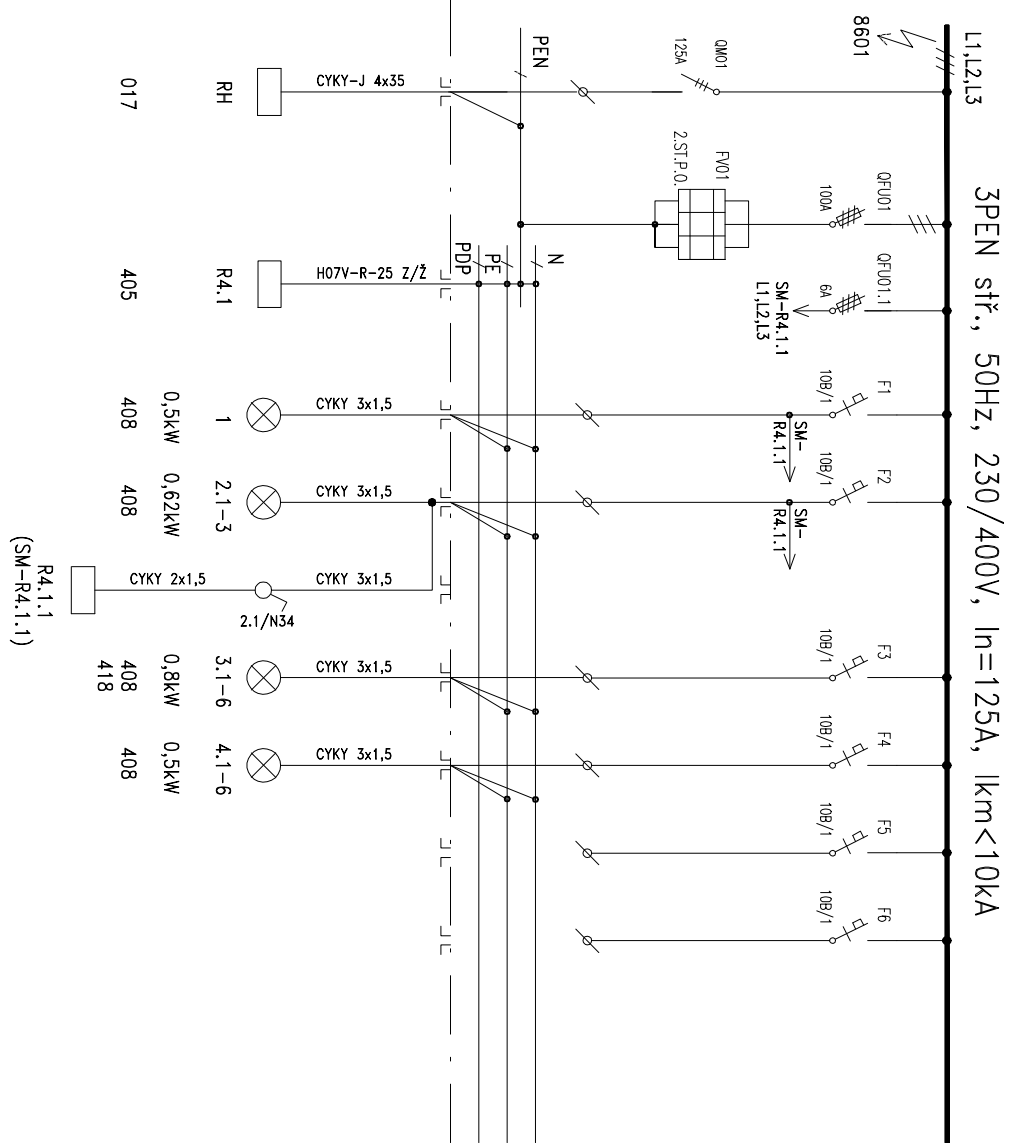 3PEN stř., 50Hz, 230/400V, In=125A, Ikm<10kA
L1,L2,L3
8601
QM01
125A
PEN
CYKY-J 4x35
RH
017
QFU01
100A
FV01
2.ST.P.O.
QFU01.1
6A
SM-R4.1.1
L1,L2,L3
N
PE
PDP
H07V-R-25 Z/Ž
R4.1
405
F1
10B/1
SM-
R4.1.1
CYKY 3x1,5
1
0,5kW
408
F2
10B/1
SM-
R4.1.1
CYKY 3x1,5
2.1-3
0,62kW
408
CYKY 3x1,5
2.1/N34
CYKY 2x1,5
R4.1.1
(SM-R4.1.1)
F3
10B/1
CYKY 3x1,5
3.1-6
0,8kW
408
418
F4
10B/1
CYKY 3x1,5
4.1-6
0,5kW
408
F5
10B/1
F6
10B/1